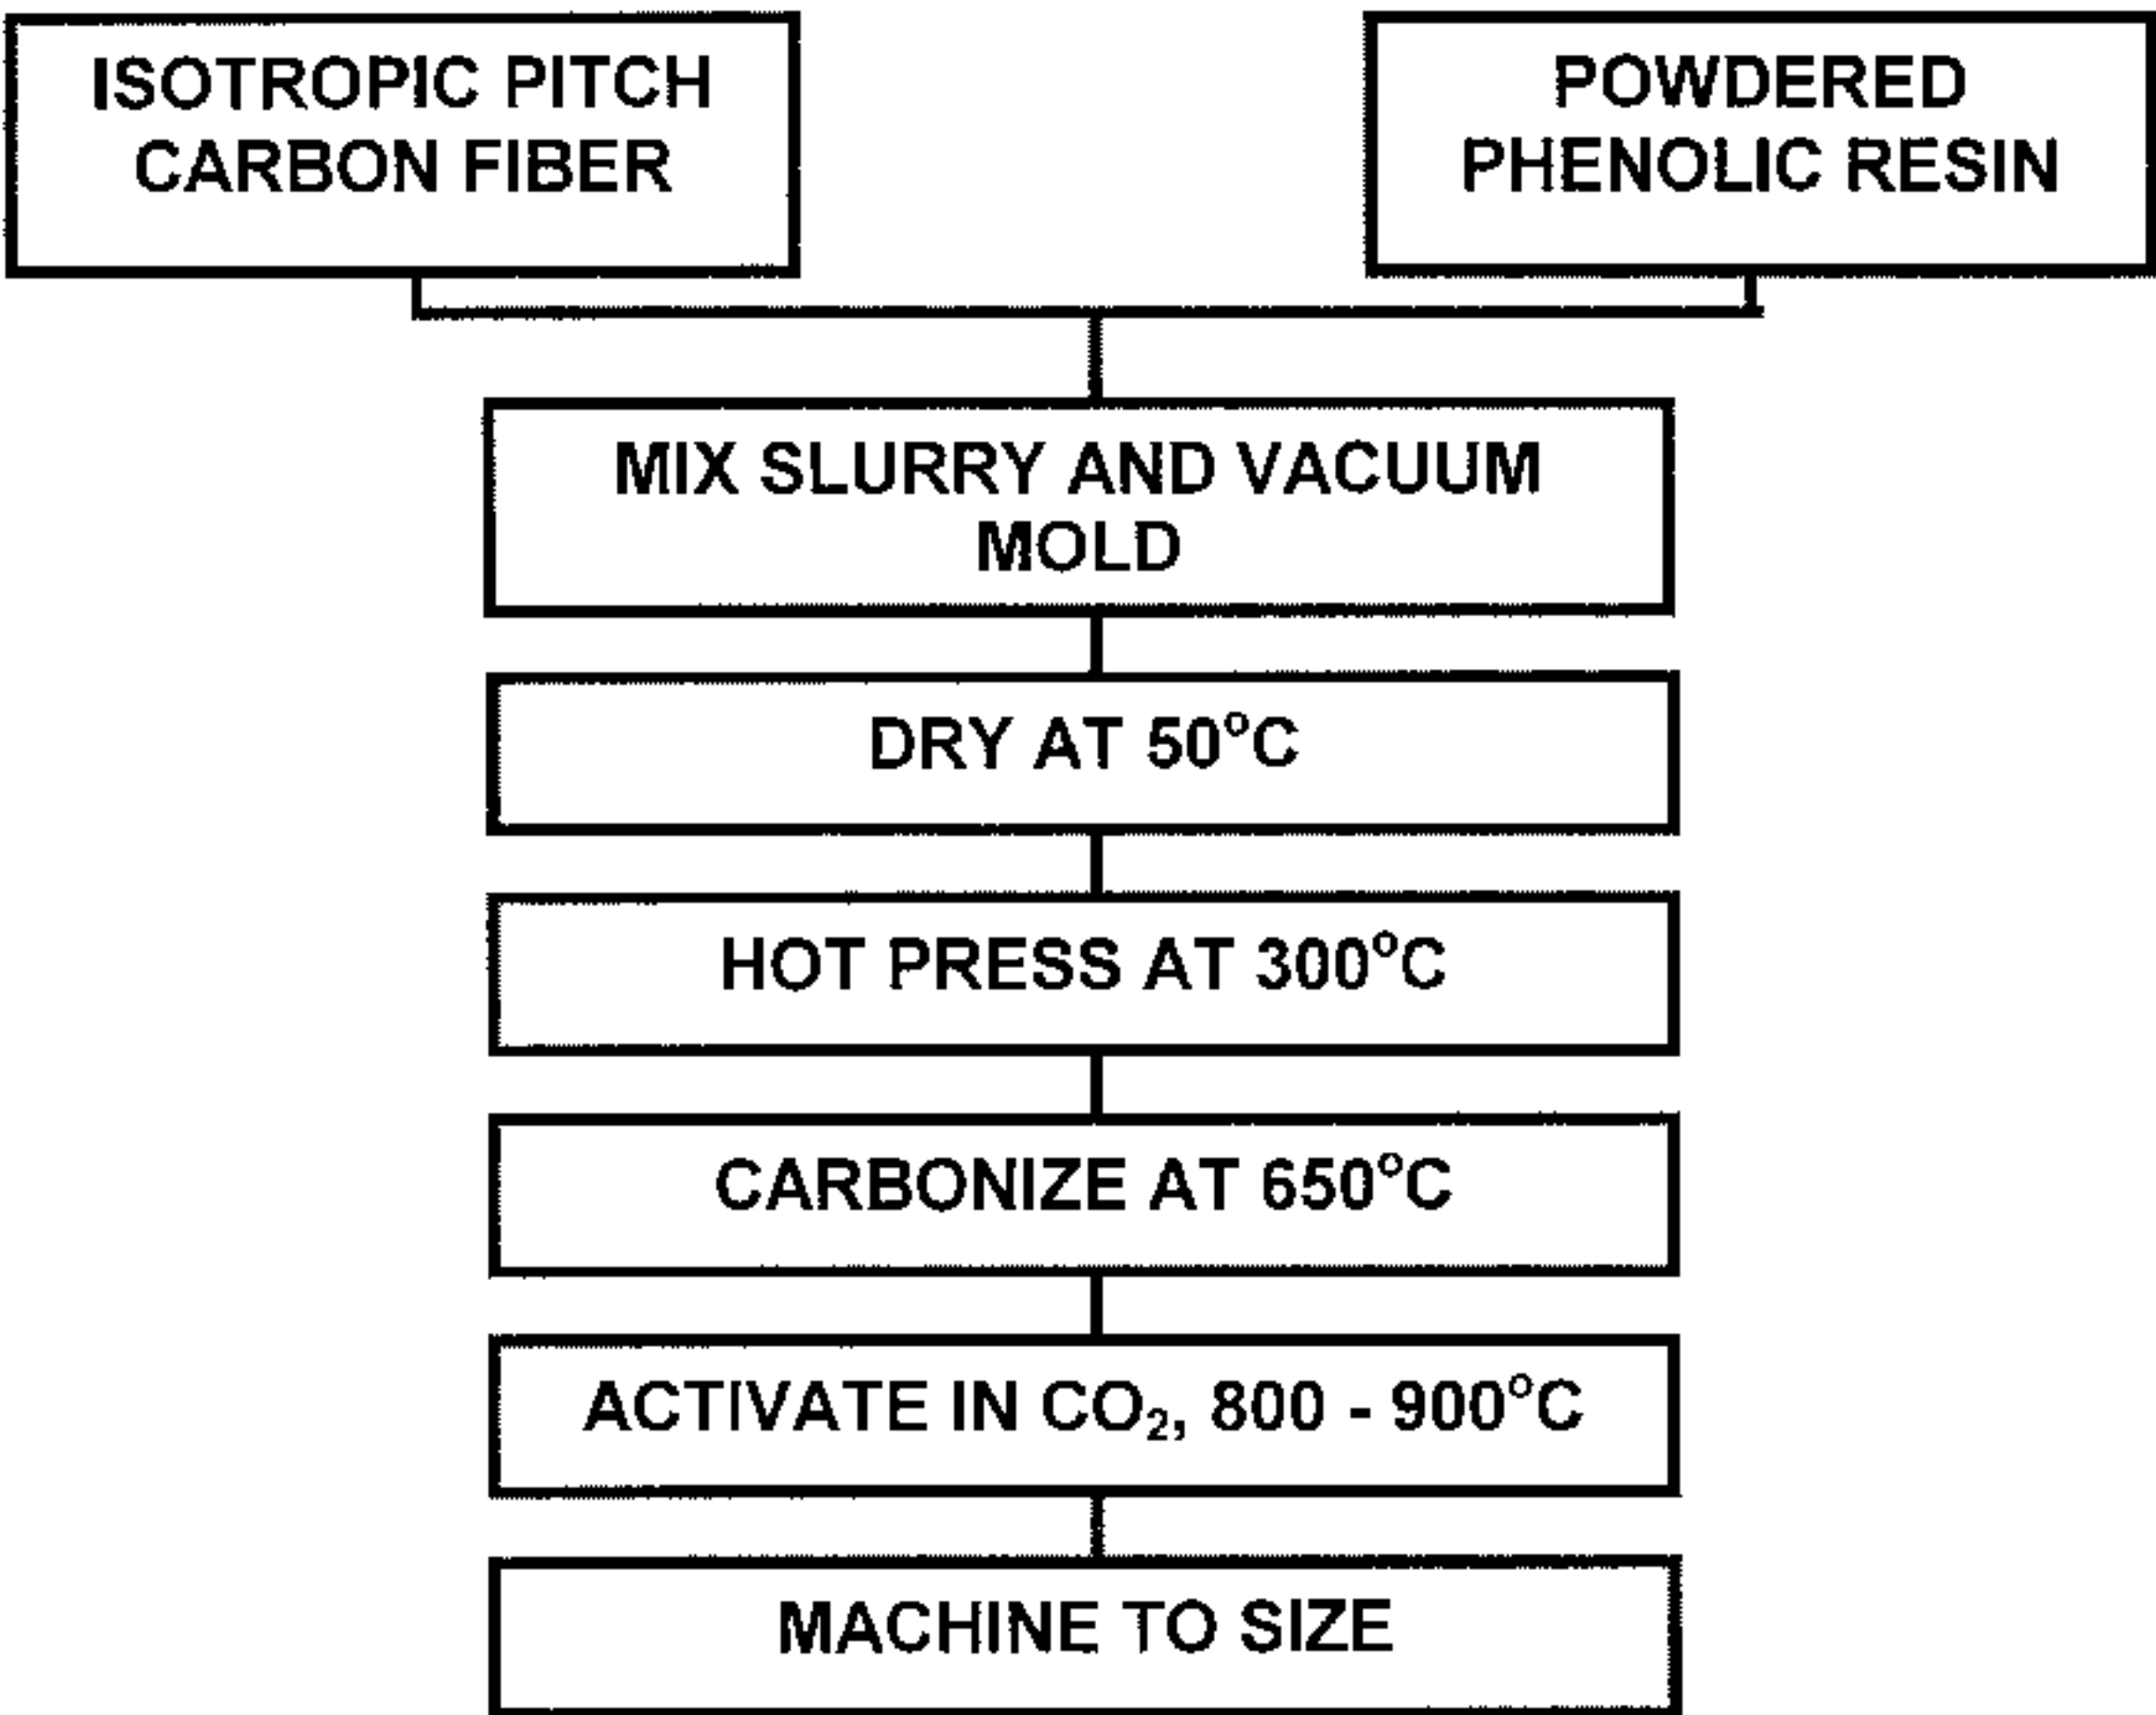 ISOTROPIC PITCH
CARBON FIBER
POWDERED
PHENOLIC RESIN
MIX SLURRY AND VACUUM
MOLD
DRY AT 50°C
HOT PRESS AT 300°C
CARBONIZE AT 650°C
ACTIVATE IN CO₂, 800 - 900°C
MACHINE TO SIZE